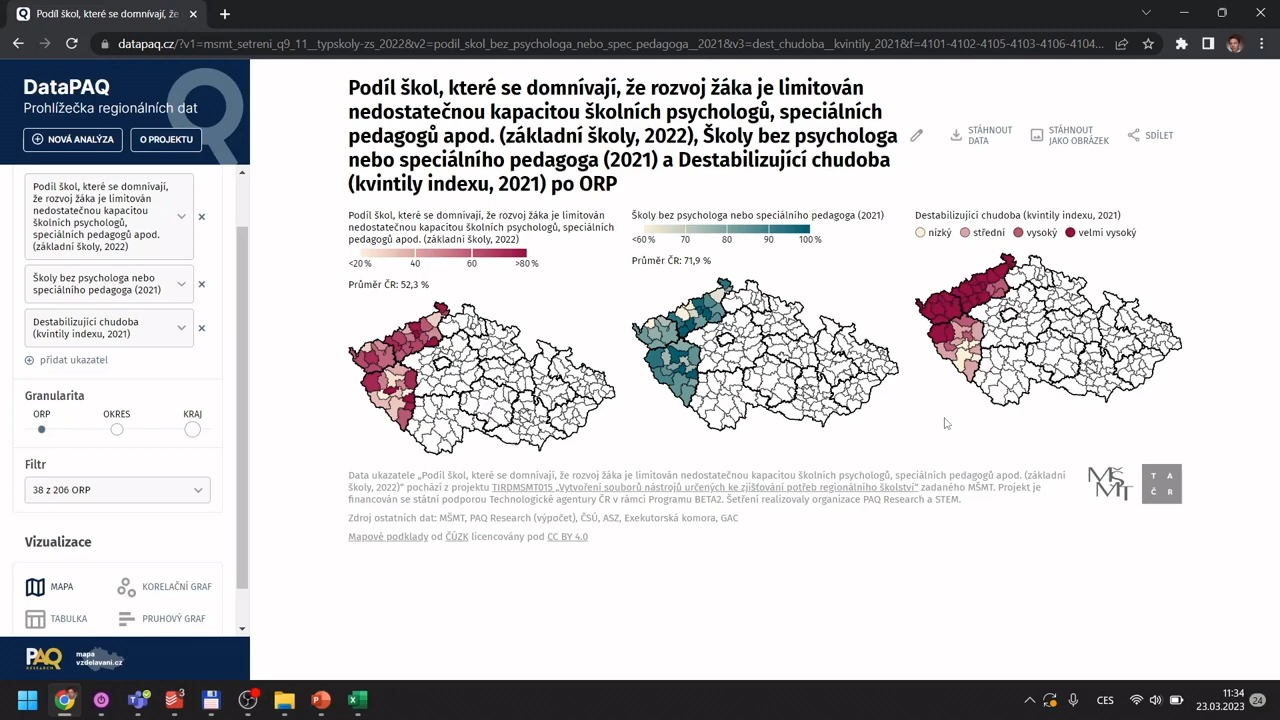 DataPAQ | Podíl škol, které se do
datapaq.cz/?v1=msmt_setreni_q9_11__typskoly-zs_2022&v2=podil_skol_bez_psychologa_nebo_spec_pedagoga__2021&v3=dest_chudoba__kvintily_2021&f=4101-4102-4105-4103-4106-4104...
DataPAQ
Prohlížečka regionálních dat
NOVÁ ANALÝZA
O PROJEKTU
Podíl škol, které se domnívají,
že rozvoj žáka je limitován
nedostatečnou kapacitou
školních psychologů,
speciálních pedagogů apod.
(základní školy, 2022)
Školy bez psychologa nebo
speciálního pedagoga (2021)
Destabilizující chudoba
(kvintily indexu, 2021)
přidat ukazatel
Granularita
ORP OKRES KRAJ
Filtr
38 z 206 ORP
Vizualizace
MAPA
KORELAČNÍ GRAF
TABULKA
PRUHOVÝ GRAF
PAQ
RESEARCH
mapa
vzdelavani.cz
Podíl škol, které se domnívají, že rozvoj žáka je limitován
nedostatečnou kapacitou školních psychologů, speciálních
pedagogů apod. (základní školy, 2022), Školy bez psychologa
nebo speciálního pedagoga (2021) a Destabilizující chudoba
(kvintily indexu, 2021) po ORP
STÁHNOUT
DATA
STÁHNOUT
JAKO OBRÁZEK
SDÍLET
Podíl škol, které se domnívají, že rozvoj žáka je limitován
nedostatečnou kapacitou školních psychologů, speciálních
pedagogů apod. (základní školy, 2022)
<20 % 40 60 >80 %
Průměr ČR: 52,3 %
Školy bez psychologa nebo speciálního pedagoga (2021)
<60 % 70 80 90 100 %
Průměr ČR: 71,9 %
Destabilizující chudoba (kvintily indexu, 2021)
nízký střední vysoký velmi vysoký
Data ukazatele „Podíl škol, které se domnívají, že rozvoj žáka je limitován nedostatečnou kapacitou školních psychologů, speciálních pedagogů apod. (základní
školy, 2022)“ pochází z projektu TIRDMSMT015 „Vytvoření souborů nástrojů určených ke zjišťování potřeb regionálního školství“ zadaného MŠMT. Projekt je
financován se státní podporou Technologické agentury ČR v rámci Programu BETA2. Šetření realizovaly organizace PAQ Research a STEM.
Zdroj ostatních dat: MŠMT, PAQ Research (výpočet), ČSÚ, ASZ, Exekutorská komora, GAC
Mapové podklady od ČÚZK licencovány pod CC BY 4.0
MŠ
MT
T A
Č R
3
CES
11:34
23.03.2023
24